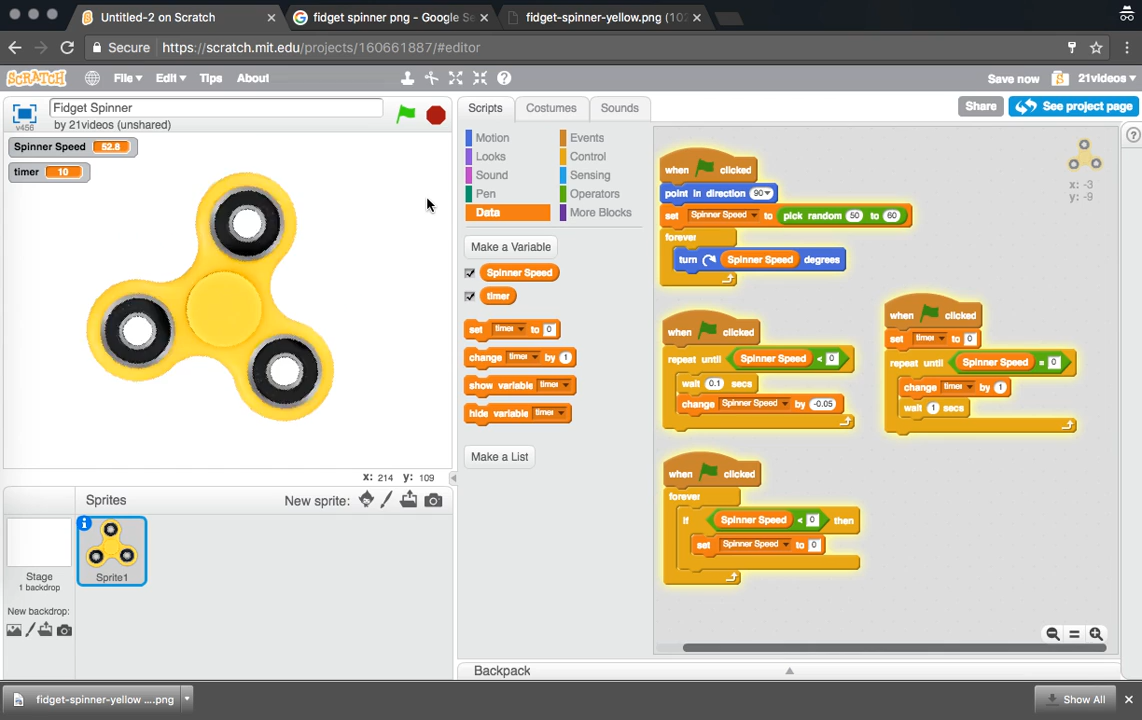 Untitled-2 on Scratch
fidget spinner png - Google Se
fidget-spinner-yellow.png (102
Secure https://scratch.mit.edu/projects/160661887/#editor
SCRATCH File Edit Tips About
Save now 21videos
Fidget Spinner
v456 by 21videos (unshared)
Spinner Speed 52.8
timer 10
x: 214 y: 109
Scripts Costumes Sounds
Share See project page
Motion Events
Looks Control
Sound Sensing
Pen Operators
Data More Blocks
Make a Variable
Spinner Speed
timer
set timer to 0
change timer by 1
show variable timer
hide variable timer
Make a List
when clicked
point in direction 90
set Spinner Speed to pick random 50 to 60
forever
turn Spinner Speed degrees
when clicked
repeat until Spinner Speed < 0
wait 0.1 secs
change Spinner Speed by -0.05
when clicked
set timer to 0
repeat until Spinner Speed = 0
change timer by 1
wait 1 secs
when clicked
forever
if Spinner Speed < 0 then
set Spinner Speed to 0
x: -3
y: -9
Sprites New sprite:
Stage
1 backdrop
New backdrop:
Sprite1
Backpack
fidget-spinner-yellow ....png
Show All